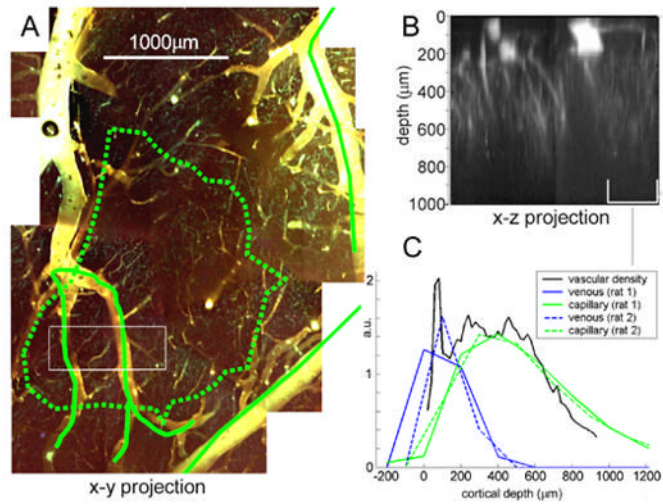 A
1000μm
x-y projection
B
depth (μm)
0
200
400
600
800
1000
x-z projection
C
vascular density
venous (rat 1)
capillary (rat 1)
venous (rat 2)
capillary (rat 2)
a.u.
2
1
0
-200 0 200 400 600 800 1000 1200
cortical depth (μm)